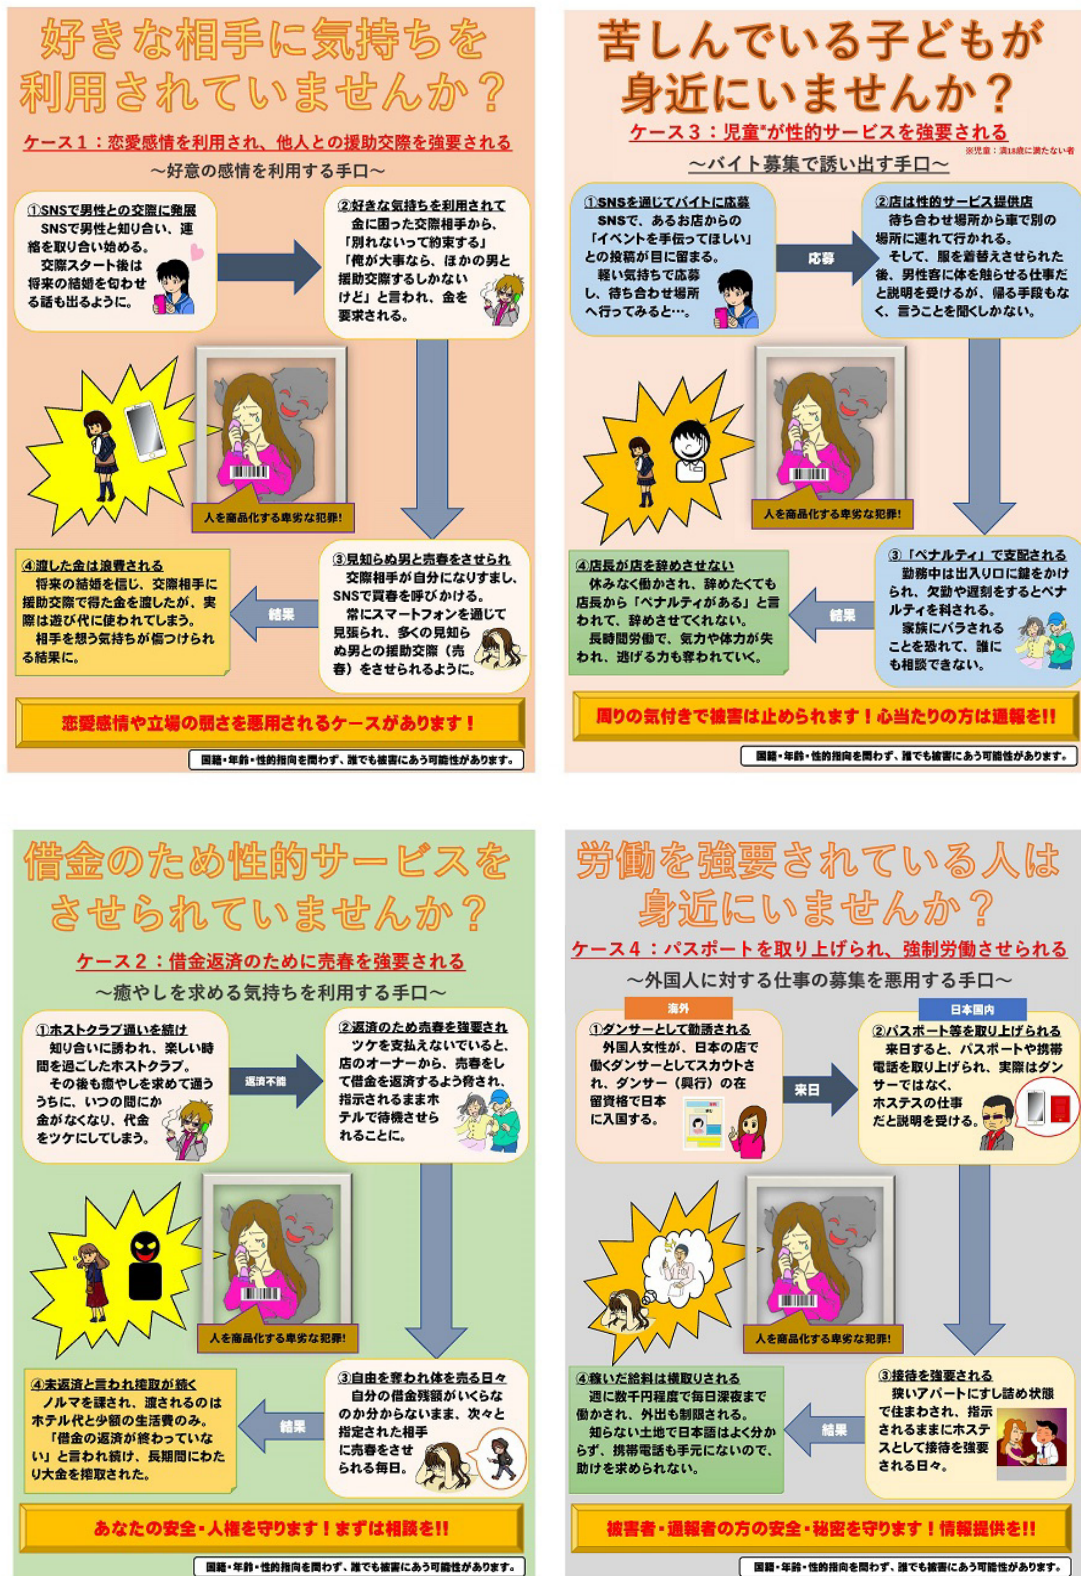 好きな相手に気持ちを
利用されていませんか？
ケース１：恋愛感情を利用され、他人との援助交際を強要される
～好意の感情を利用する手口～
①SNSで男性との交際に発展
SNSで男性と知り合い、連
絡を取り合い始める。
交際スタート後は
将来の結婚を匂わせ
る話も出るように。
②好きな気持ちを利用されて
金に困った交際相手から、
「別れないって約束する」
「俺が大事なら、ほかの男と
援助交際するしかない
けど」と言われ、金を
要求される。
人を商品化する卑劣な犯罪!
③見知らぬ男と売春をさせられ
交際相手が自分になりすまし、
SNSで買春を呼びかける。
常にスマートフォンを通じて
見張られ、多くの見知ら
ぬ男との援助交際（売
春）をさせられるように。
結果
④渡した金は浪費される
将来の結婚を信じ、交際相手に
援助交際で得た金を渡したが、実
際は遊び代に使われてしまう。
相手を想う気持ちが傷つけられ
る結果に。
恋愛感情や立場の弱さを悪用されるケースがあります！
国籍・年齢・性的指向を問わず、誰でも被害にあう可能性があります。
苦しんでいる子どもが
身近にいませんか？
ケース３：児童*が性的サービスを強要される
※児童：満18歳に満たない者
～バイト募集で誘い出す手口～
①SNSを通じてバイトに応募
SNSで、あるお店からの
「イベントを手伝ってほしい」
との投稿が目に留まる。
軽い気持ちで応募
し、待ち合わせ場所
へ行ってみると…。
応募
②店は性的サービス提供店
待ち合わせ場所から車で別の
場所に連れて行かれる。
そして、服を着替えさせられた
後、男性客に体を触らせる仕事だ
と説明を受けるが、帰る手段もな
く、言うことを聞くしかない。
人を商品化する卑劣な犯罪!
③「ペナルティ」で支配される
勤務中は出入り口に鍵をかけ
られ、欠勤や遅刻をするとペナ
ルティを科される。
家族にバラされる
ことを恐れて、誰に
も相談できない。
結果
④店長が店を辞めさせない
休みなく働かされ、辞めたくても
店長から「ペナルティがある」と言
われて、辞めさせてくれない。
長時間労働で、気力や体力が失
われ、逃げる力も奪われていく。
周りの気付きで被害は止められます！心当たりの方は通報を!!
国籍・年齢・性的指向を問わず、誰でも被害にあう可能性があります。
借金のため性的サービスを
させられていませんか？
ケース２：借金返済のために売春を強要される
～癒やしを求める気持ちを利用する手口～
①ホストクラブ通いを続け
知り合いに誘われ、楽しい時
間を過ごしたホストクラブ。
その後も癒やしを求めて通う
うちに、いつの間にか
金がなくなり、代金
をツケにしてしまう。
返済不能
②返済のため売春を強要され
ツケを支払えないでいると、
店のオーナーから、売春をし
て借金を返済するよう脅され、
指示されるままホ
テルで待機させら
れることに。
人を商品化する卑劣な犯罪!
③自由を奪われ体を売る日々
自分の借金残額がいくらな
のか分からないまま、次々と
指定された相手
に売春をさせ
られる毎日。
結果
④未返済と言われ搾取が続く
ノルマを課され、渡されるのは
ホテル代と少額の生活費のみ。
「借金の返済が終わっていな
い」と言われ続け、長期間にわた
り大金を搾取された。
あなたの安全・人権を守ります！まずは相談を!!
国籍・年齢・性的指向を問わず、誰でも被害にあう可能性があります。
労働を強要されている人は
身近にいませんか？
ケース４：パスポートを取り上げられ、強制労働させられる
～外国人に対する仕事の募集を悪用する手口～
海外
①ダンサーとして勧誘される
外国人女性が、日本の店で
働くダンサーとしてスカウトさ
れ、ダンサー（興行）の在
留資格で日本
に入国する。
来日
日本国内
②パスポート等を取り上げられる
来日すると、パスポートや携帯
電話を取り上げられ、実際はダン
サーではなく、
ホステスの仕事
だと説明を受ける。
人を商品化する卑劣な犯罪!
③接待を強要される
狭いアパートにすし詰め状態
で住まわされ、指示
されるままにホステ
スとして接待を強要
される日々。
結果
④稼いだ給料は横取りされる
週に数千円程度で毎日深夜まで
働かされ、外出も制限される。
知らない土地で日本語はよく分か
らず、携帯電話も手元にないので、
助けを求められない。
被害者・通報者の方の安全・秘密を守ります！情報提供を!!
国籍・年齢・性的指向を問わず、誰でも被害にあう可能性があります。